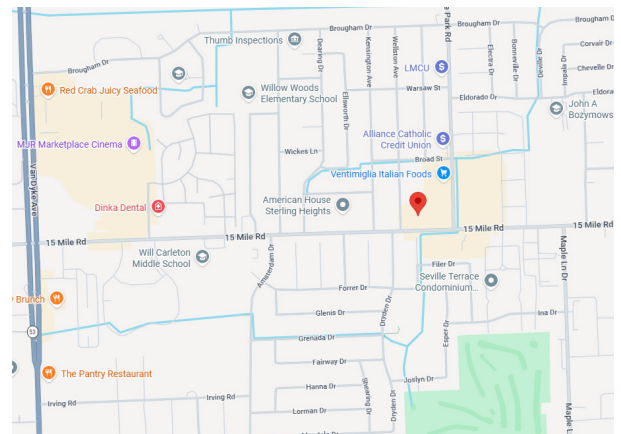 Brougham Dr
Brougham D
Thumb Inspections
Dearing Dr
Kensington Ave
Wellston Ave
e Park Rd
Electra Dr
Bonneville Dr
Impala Dr
Corvair Dr
Brougham Dr
LMCU
Chevelle Dr
Red Crab Juicy Seafood
Willow Woods
Elementary School
Ellsworth Dr
Warsaw St
Eldorado Dr
Eldora
John A
Bozymows
Alliance Catholic
Credit Union
MJR Marketplace Cinema
Wickes Ln
Broad St
Ventimiglia Italian Foods
Van Dyke Ave
Dinka Dental
American House
Sterling Heights
15 Mile Rd
15 Mile Rd
15 Mile Rd
Will Carleton
Middle School
Amsterdam Dr
Maple Ln Dr
Filer Dr
Seville Terrace
Condominium...
Forrer Dr
Brunch
Glenis Dr
Dryden Dr
Ina Dr
53
Grenada Dr
Esper Dr
Fairway Dr
The Pantry Restaurant
Joslyn Dr
Hanna Dr
Shearing Dr
Irving Rd
Irving Rd
Dryden Dr
Lorman Dr
Maple L